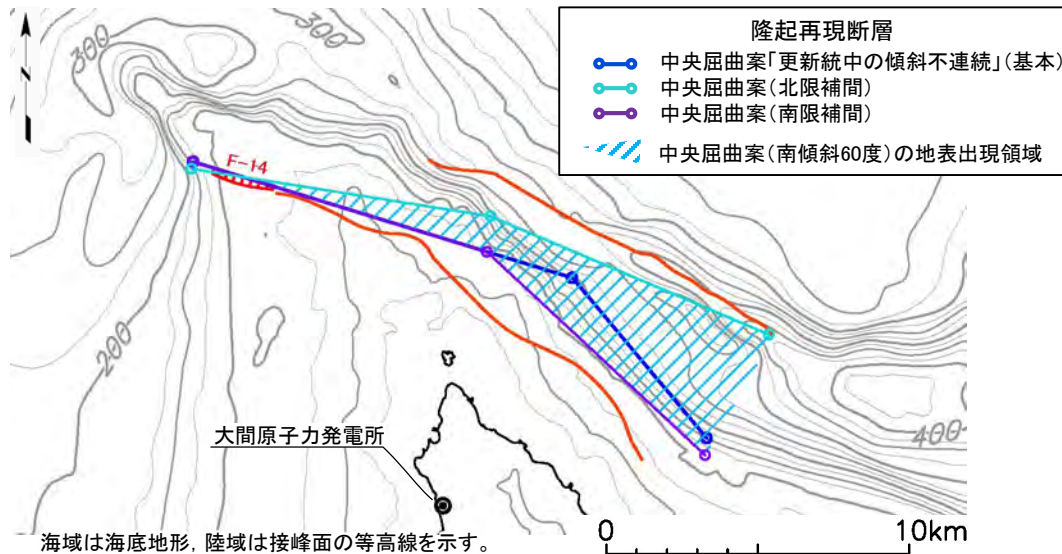 隆起再現断層
中央屈曲案「更新統中の傾斜不連続」(基本)
中央屈曲案(北限補間)
中央屈曲案(南限補間)
中央屈曲案(南傾斜60度)の地表出現領域
N
300
300
F-14
200
400
大間原子力発電所
海域は海底地形，陸域は接峰面の等高線を示す。
0
10km